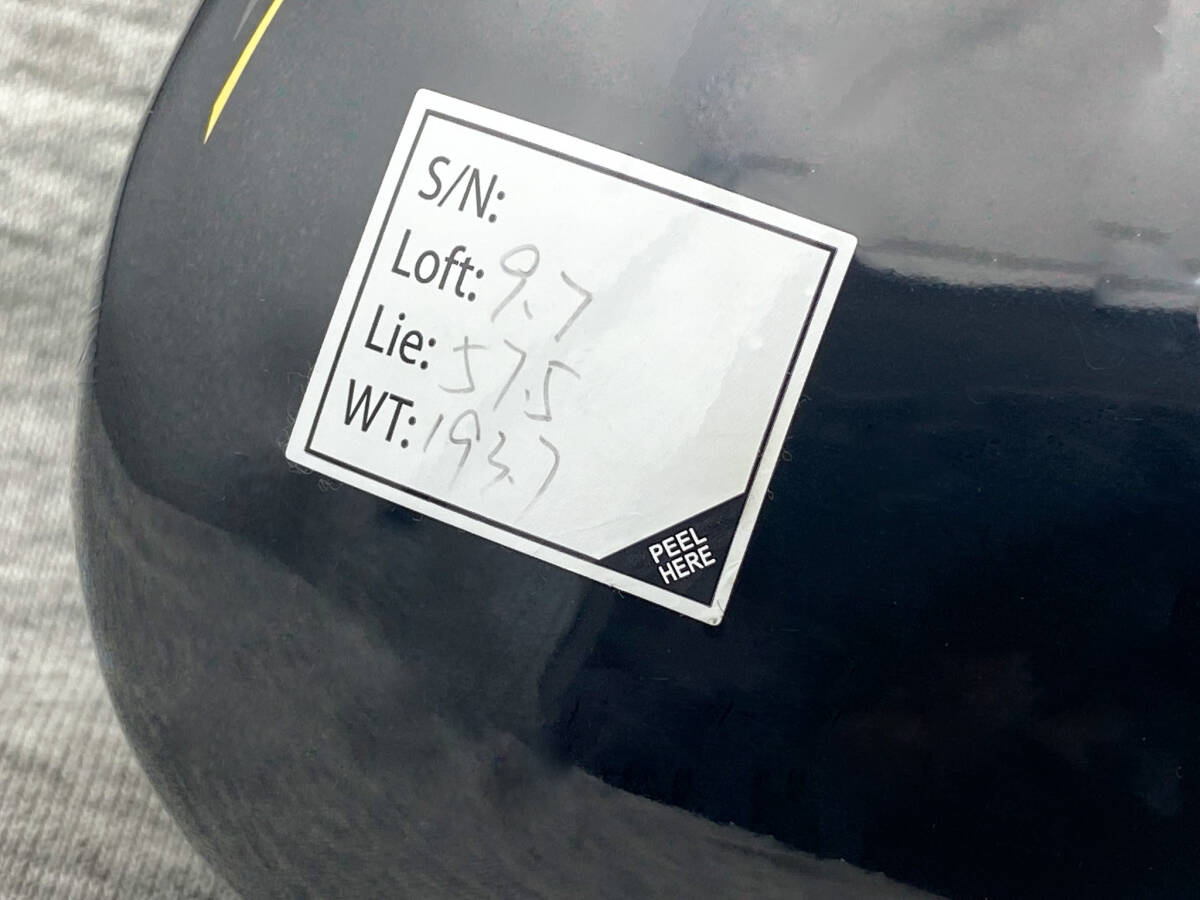 S/N:
Loft: 9.7
Lie: 57.5
WT: 193.7
PEEL
HERE